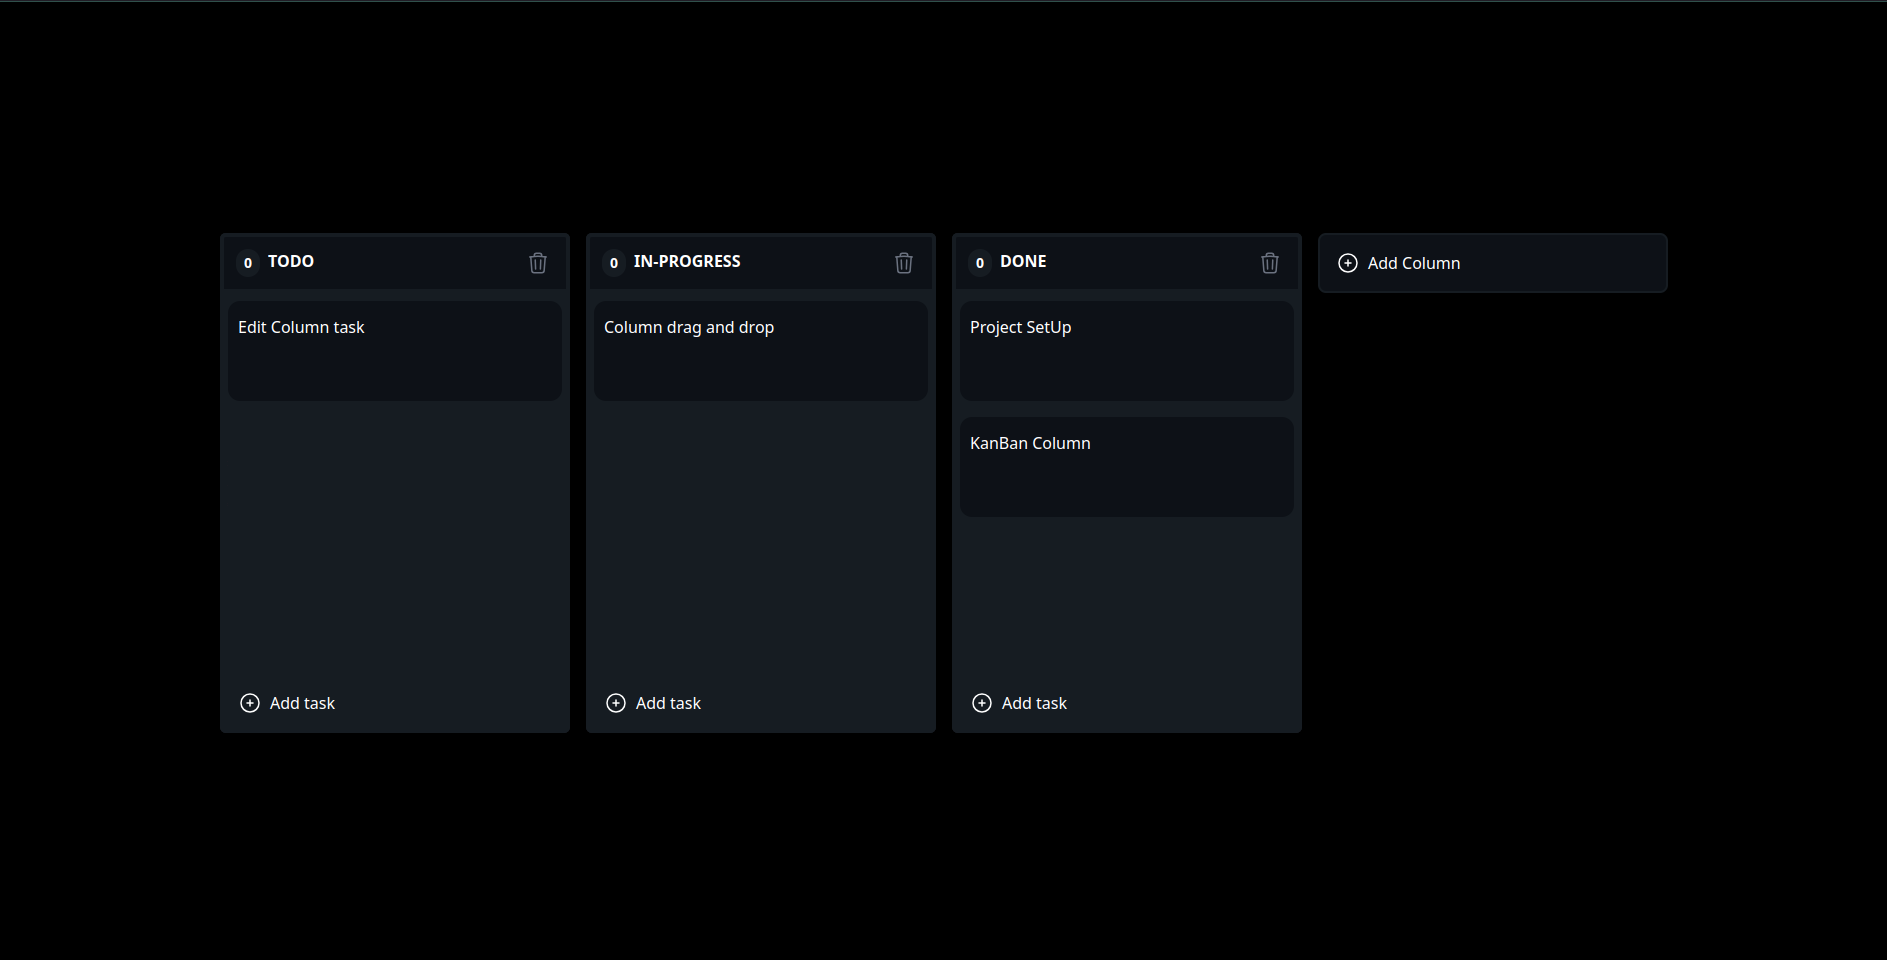 0 TODO
Edit Column task
Add task
0 IN-PROGRESS
Column drag and drop
Add task
0 DONE
Project SetUp
KanBan Column
Add task
Add Column